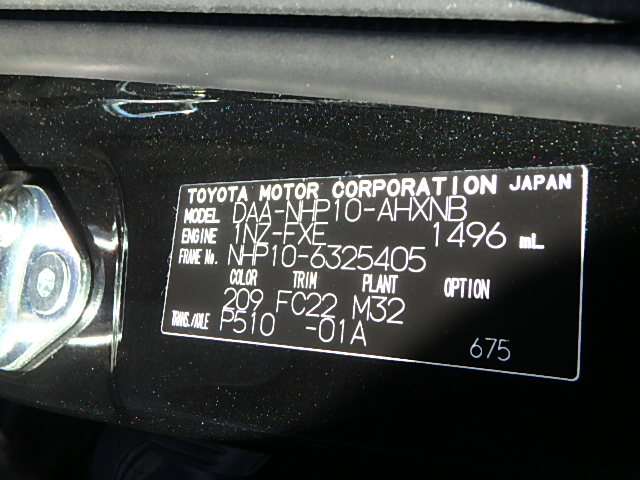 TOYOTA MOTOR CORPORATION JAPAN
MODEL DAA-NHP10-AHXNB
ENGINE 1NZ-FXE 1496 mL
FRAME No. NHP10-6325405
COLOR TRIM PLANT OPTION
209 FC22 M32
TRANS./AXLE P510 -01A
675